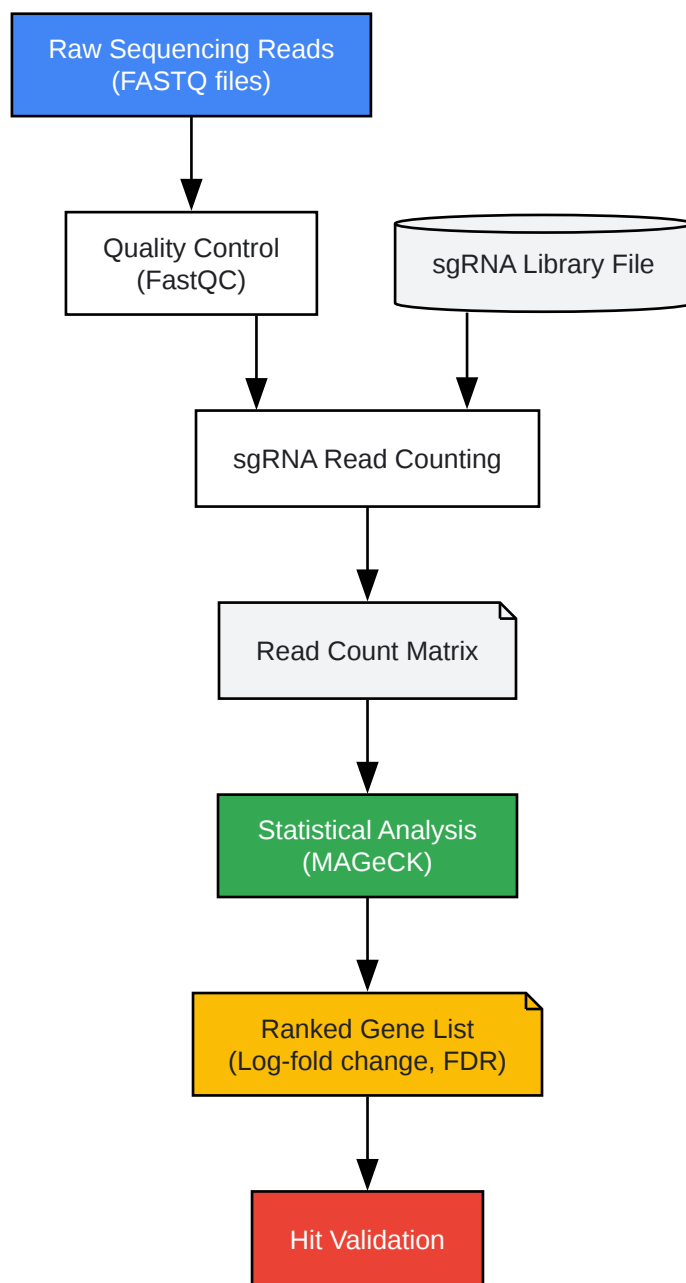 Raw Sequencing Reads
(FASTQ files)
Quality Control
(FastQC)
sgRNA Library File
sgRNA Read Counting
Read Count Matrix
Statistical Analysis
(MAGeCK)
Ranked Gene List
(Log-fold change, FDR)
Hit Validation